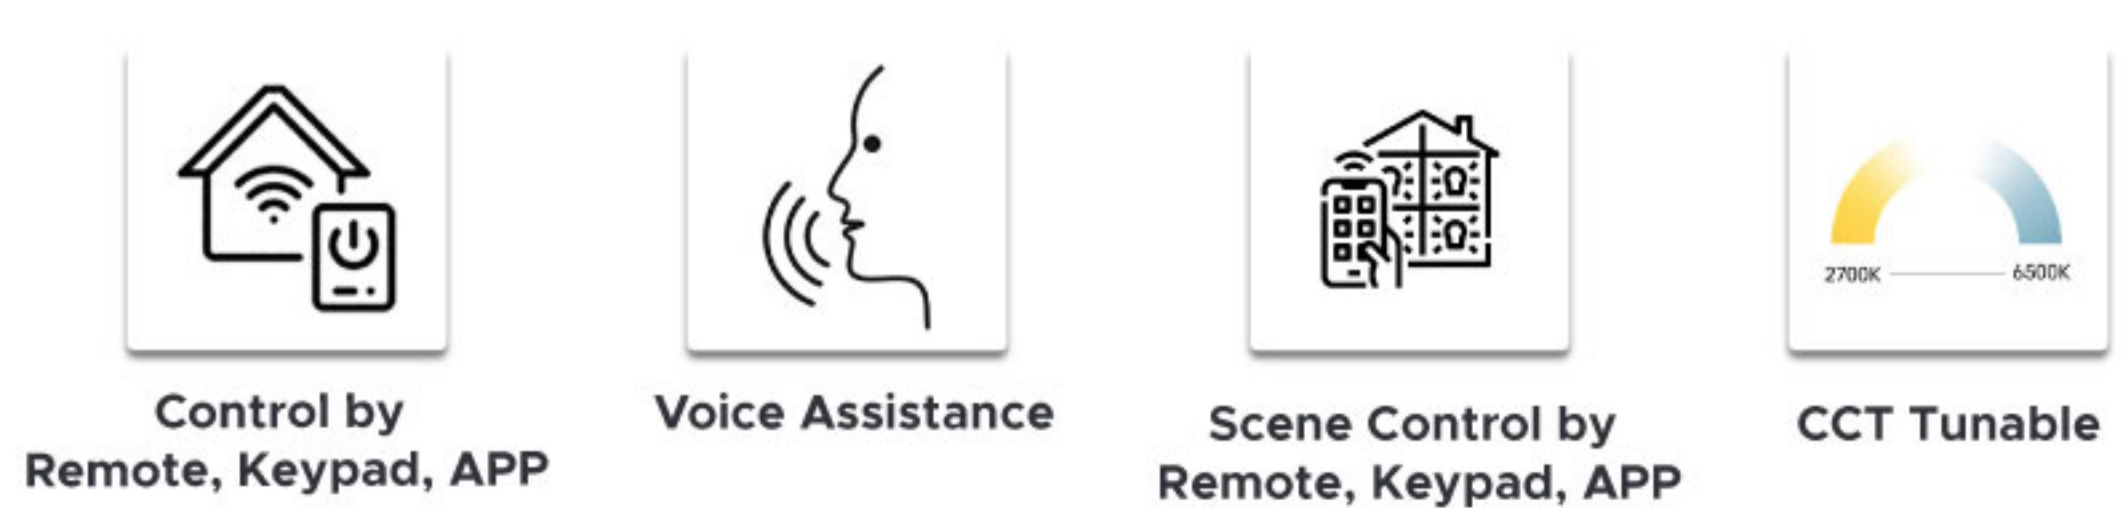 Control by
Remote, Keypad, APP
Voice Assistance
Scene Control by
Remote, Keypad, APP
2700K
6500K
CCT Tunable